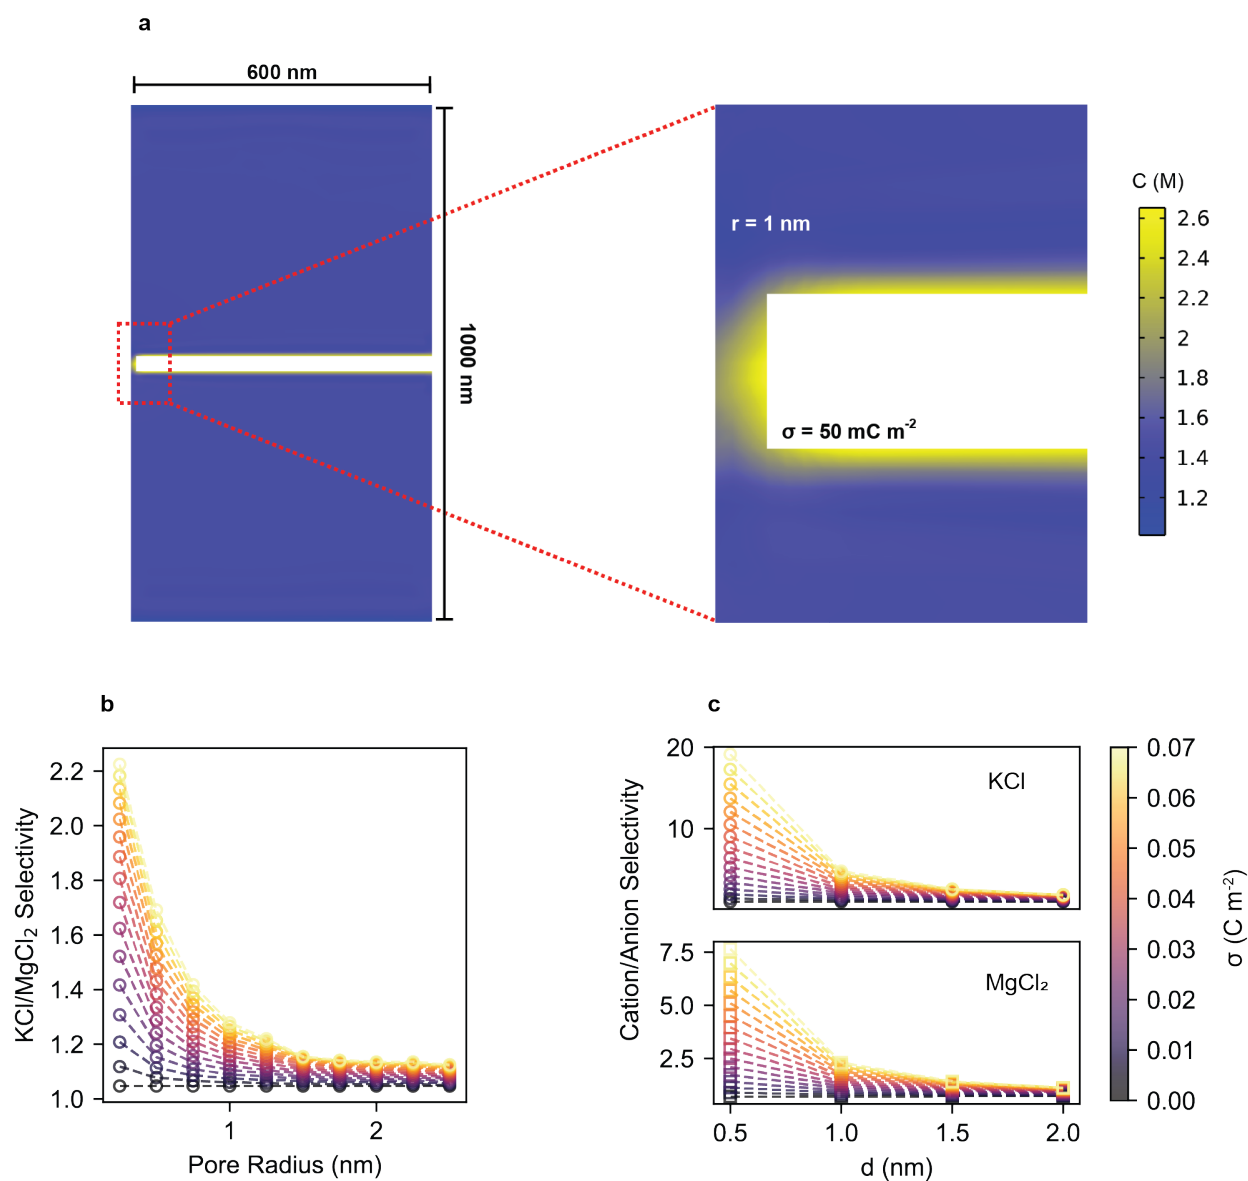 a
600 nm
1000 nm
r = 1 nm
σ = 50 mC m⁻²
C (M)
2.6
2.4
2.2
2
1.8
1.6
1.4
1.2
b
KCl/MgCl₂ Selectivity
2.2
2.0
1.8
1.6
1.4
1.2
1.0
1
2
Pore Radius (nm)
c
Cation/Anion Selectivity
20
10
KCl
7.5
5.0
2.5
MgCl₂
0.5
1.0
1.5
2.0
d (nm)
0.07
0.06
0.05
0.04
0.03
0.02
0.01
0.00
σ (C m⁻²)